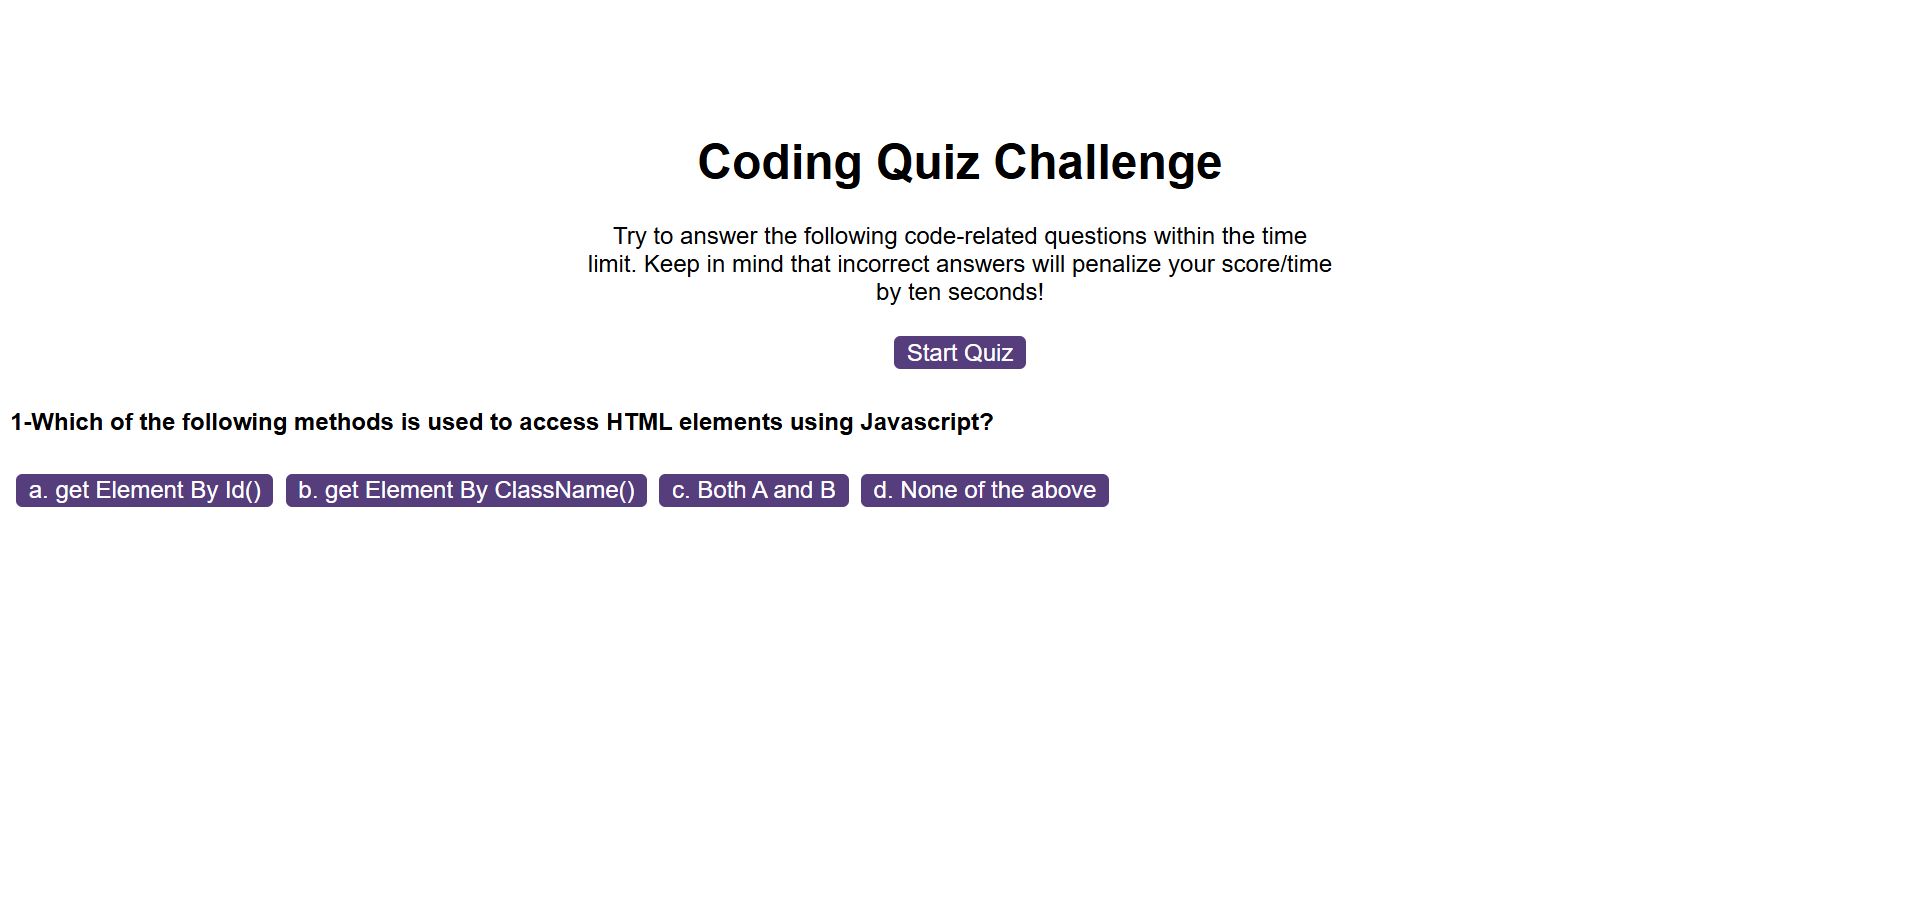 Coding Quiz Challenge
Try to answer the following code-related questions within the time
limit. Keep in mind that incorrect answers will penalize your score/time
by ten seconds!
Start Quiz
1-Which of the following methods is used to access HTML elements using Javascript?
a. get Element By Id() b. get Element By ClassName() c. Both A and B d. None of the above